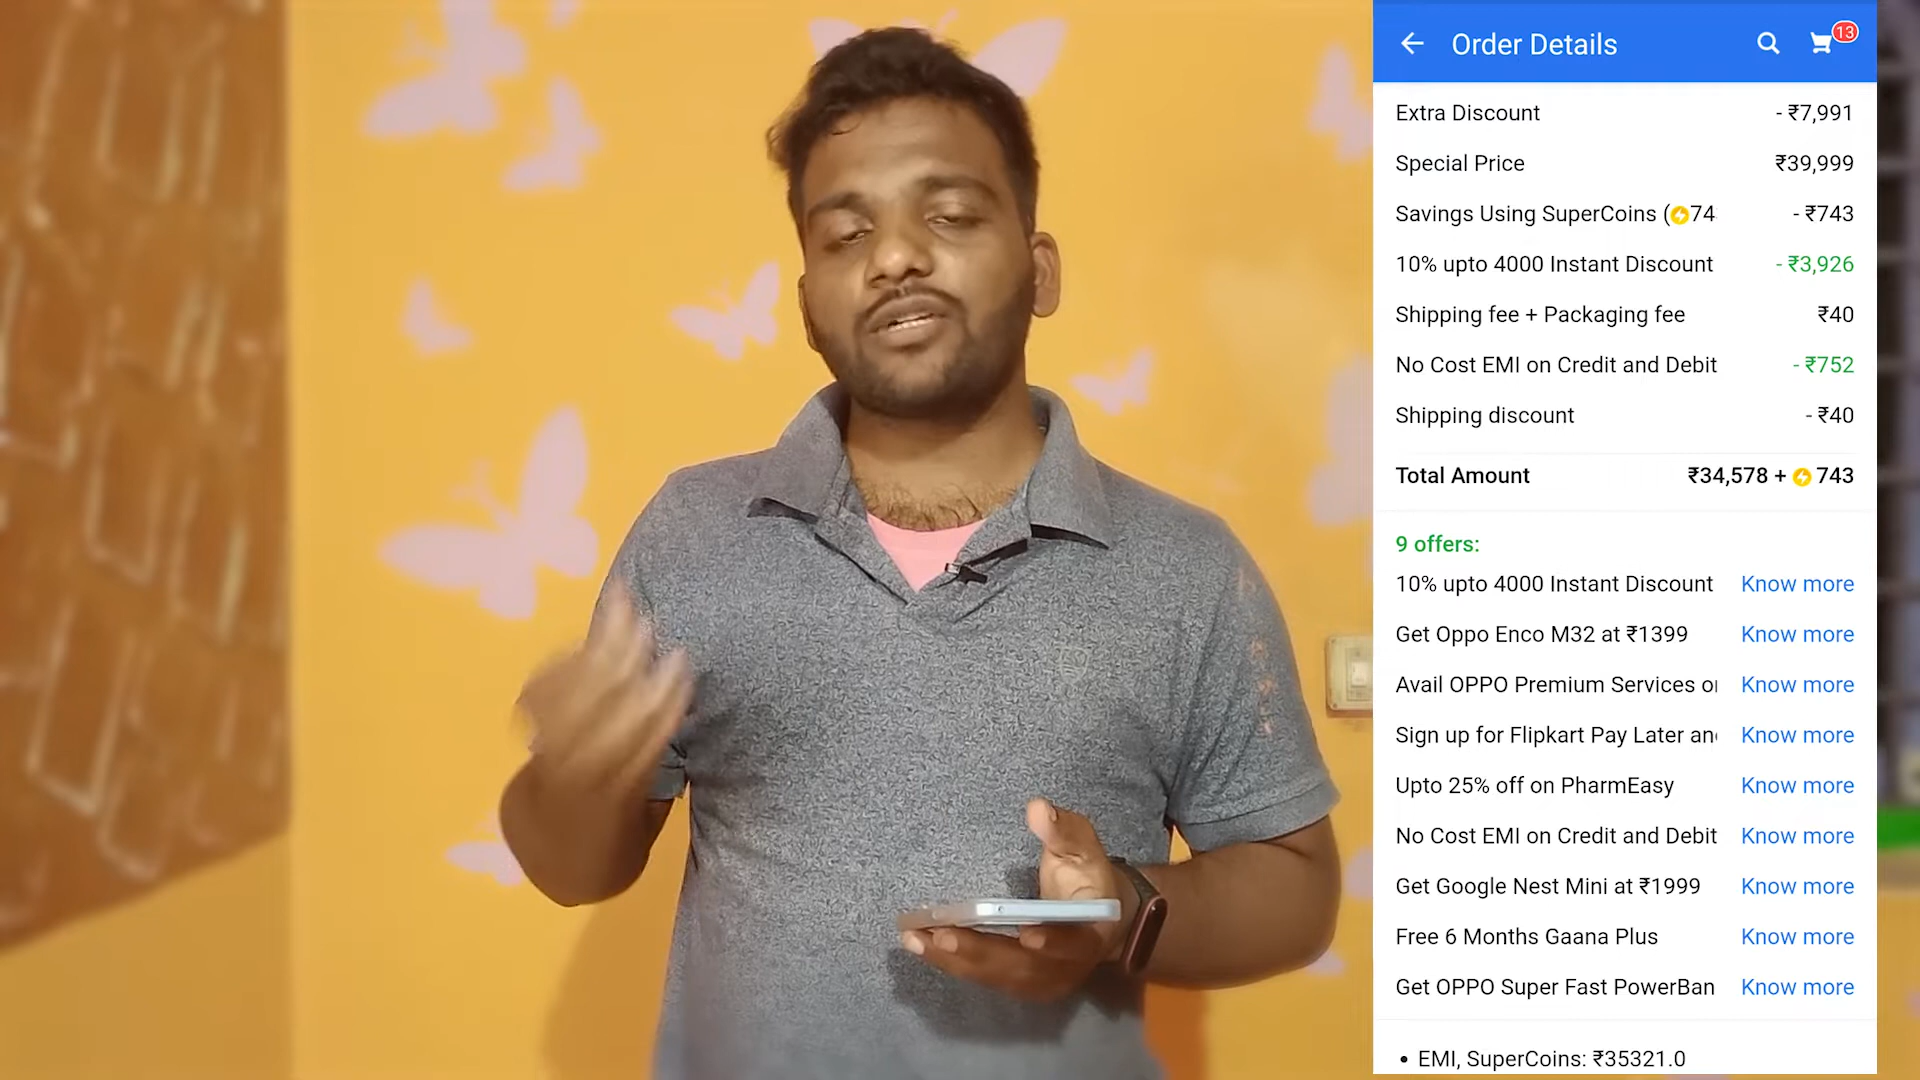 Order Details
13
Extra Discount - ₹7,991
Special Price ₹39,999
Savings Using SuperCoins (74 - ₹743
10% upto 4000 Instant Discount - ₹3,926
Shipping fee + Packaging fee ₹40
No Cost EMI on Credit and Debit - ₹752
Shipping discount - ₹40
Total Amount ₹34,578 + 743
9 offers:
10% upto 4000 Instant Discount Know more
Get Oppo Enco M32 at ₹1399 Know more
Avail OPPO Premium Services Know more
Sign up for Flipkart Pay Later Know more
Upto 25% off on PharmEasy Know more
No Cost EMI on Credit and Debit Know more
Get Google Nest Mini at ₹1999 Know more
Free 6 Months Gaana Plus Know more
Get OPPO Super Fast PowerBan Know more
• EMI, SuperCoins: ₹35321.0